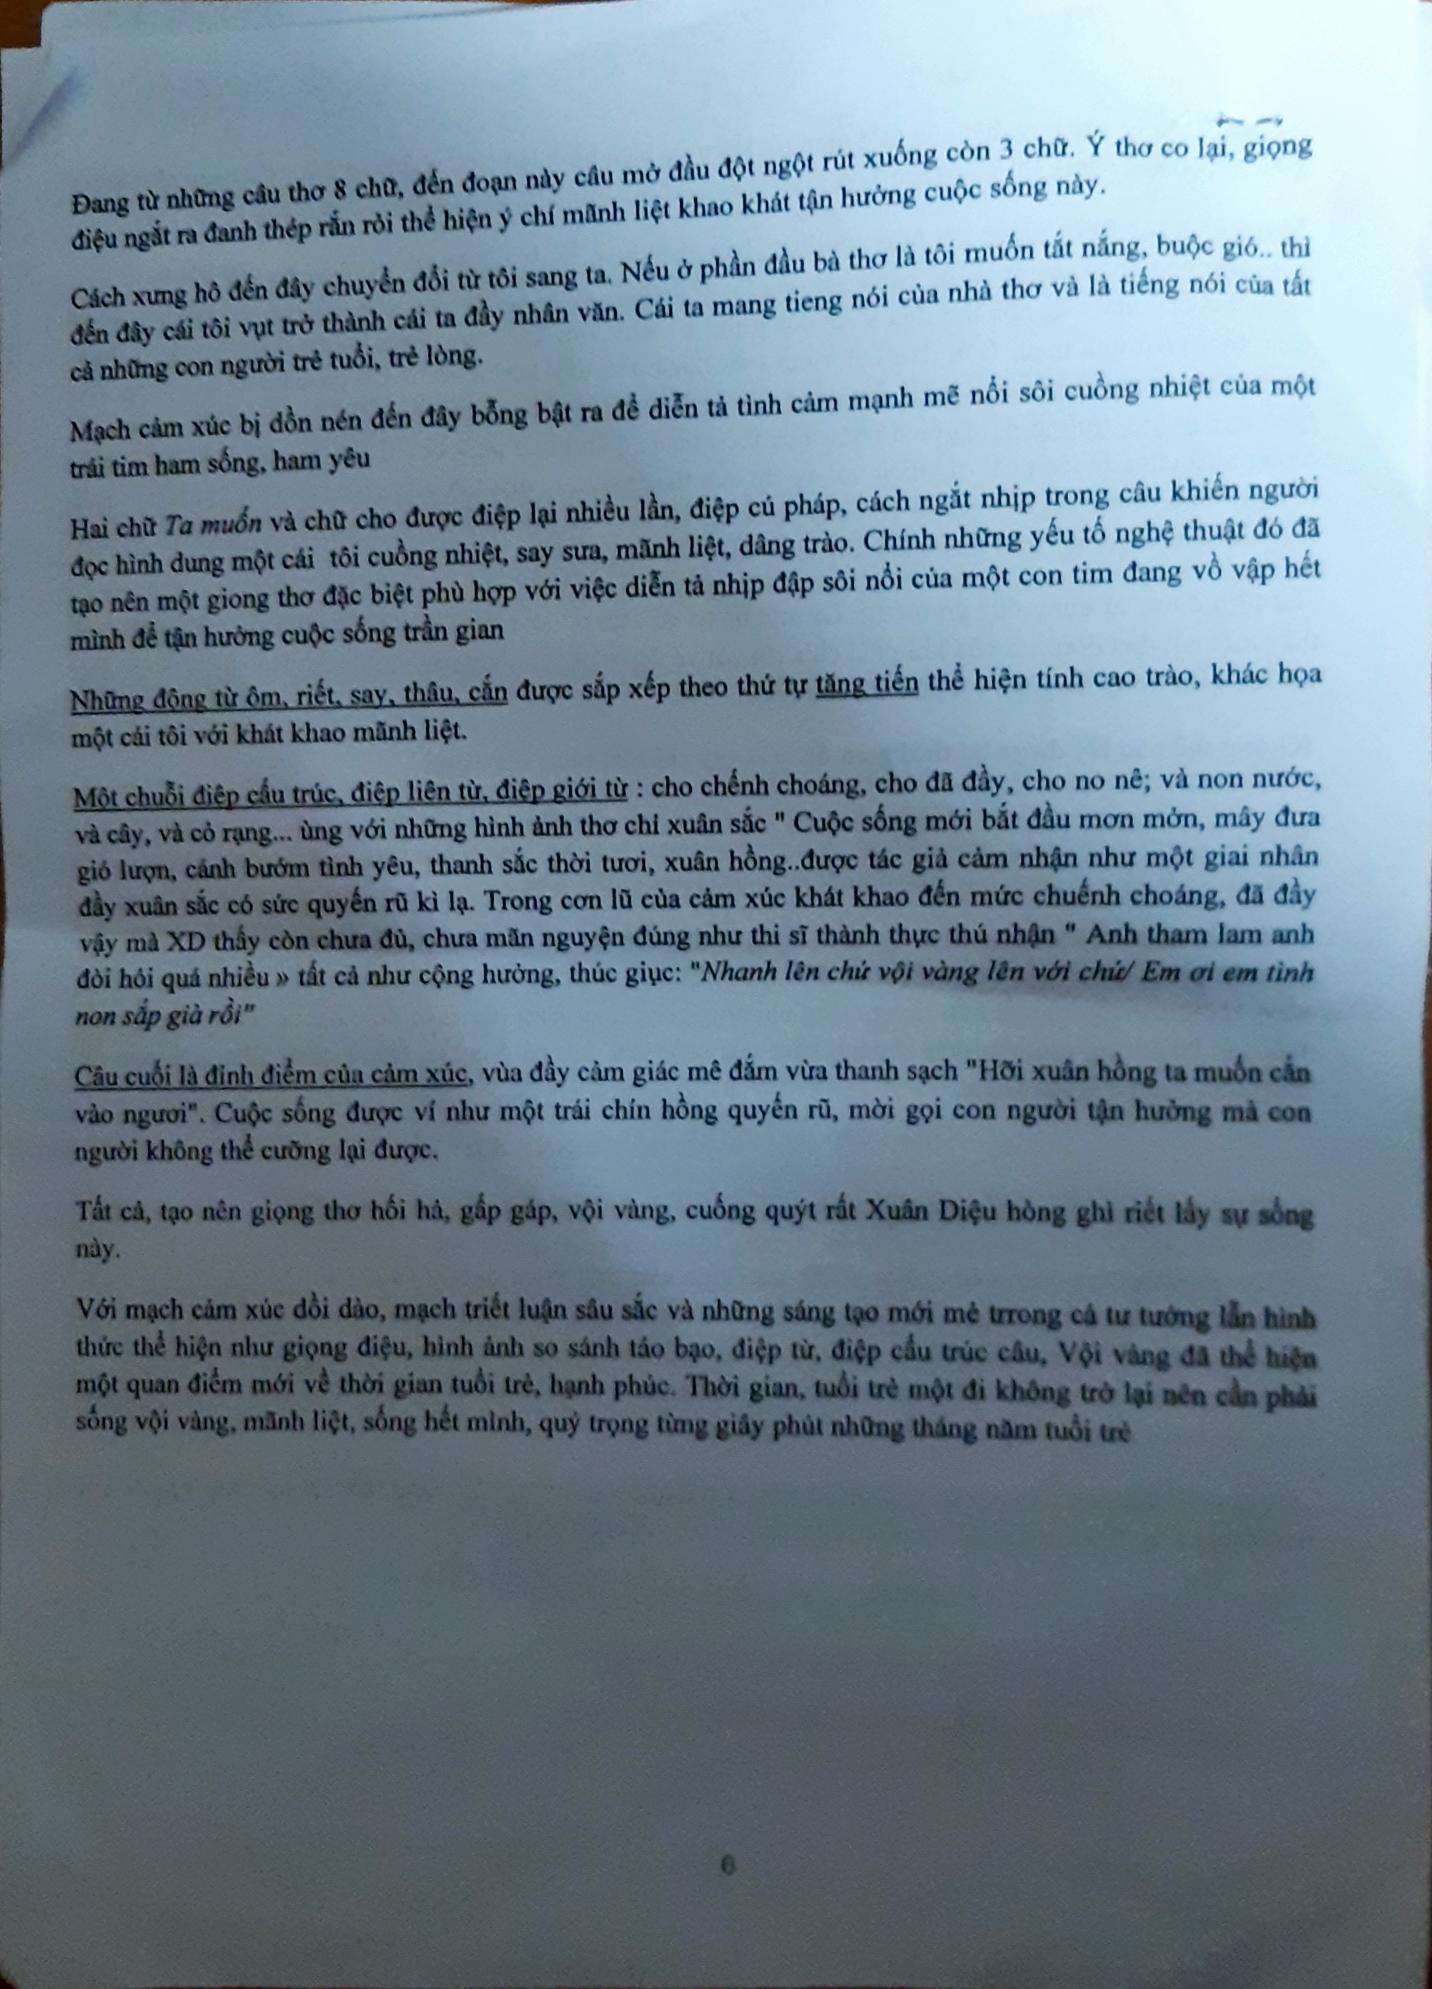 Đang từ những câu thơ 8 chữ, đến đoạn này câu mở đầu đột ngột rút xuống còn 3 chữ. Ý thơ co lại, giọng
điệu ngắt ra đanh thép rắn rỏi thể hiện ý chí mãnh liệt khao khát tận hưởng cuộc sống này.
Cách xưng hô đến đây chuyển đổi từ tôi sang ta. Nếu ở phần đầu bà thơ là tôi muốn tắt nắng, buộc gió.. thì
đến đây cái tôi vụt trở thành cái ta đầy nhân văn. Cái ta mang tieng nói của nhà thơ và là tiếng nói của tất
cả những con người trẻ tuổi, trẻ lòng.
Mạch cảm xúc bị dồn nén đến đây bỗng bật ra để diễn tả tình cảm mạnh mẽ nổi sôi cuồng nhiệt của một
trái tim ham sống, ham yêu
Hai chữ Ta muốn và chữ cho được điệp lại nhiều lần, điệp cú pháp, cách ngắt nhịp trong câu khiến người
đọc hình dung một cái tôi cuồng nhiệt, say sưa, mãnh liệt, dâng trào. Chính những yếu tố nghệ thuật đó đã
tạo nên một giong thơ đặc biệt phù hợp với việc diễn tả nhịp đập sôi nổi của một con tim đang vồ vập hết
mình để tận hưởng cuộc sống trần gian
Những động từ ôm, riết, say, thâu, cắn được sắp xếp theo thứ tự tăng tiến thể hiện tính cao trào, khác họa
một cái tôi với khát khao mãnh liệt.
Một chuỗi điệp cấu trúc, điệp liên từ, điệp giới từ : cho chếnh choáng, cho đã đầy, cho no nê; và non nước,
và cây, và cỏ rạng... ùng với những hình ảnh thơ chỉ xuân sắc " Cuộc sống mới bắt đầu mơn mởn, mây đưa
gió lượn, cánh bướm tình yêu, thanh sắc thời tươi, xuân hồng..được tác giả cảm nhận như một giai nhân
đầy xuân sắc có sức quyến rũ kì lạ. Trong cơn lũ của cảm xúc khát khao đến mức chuếnh choáng, đã đầy
vậy mà XD thấy còn chưa đủ, chưa mãn nguyện đúng như thi sĩ thành thực thú nhận " Anh tham lam anh
đòi hỏi quá nhiều » tất cả như cộng hưởng, thúc giục: "Nhanh lên chứ vội vàng lên với chứ/ Em ơi em tình
non sắp già rồi"
Câu cuối là đỉnh điểm của cảm xúc, vùa đầy cảm giác mê đắm vừa thanh sạch "Hỡi xuân hồng ta muốn cắn
vào ngươi". Cuộc sống được ví như một trái chín hồng quyến rũ, mời gọi con người tận hưởng mà con
người không thể cưỡng lại được.
Tất cả, tạo nên giọng thơ hối hả, gấp gáp, vội vàng, cuống quýt rất Xuân Diệu hòng ghì riết lấy sự sống
này.
Với mạch cảm xúc dồi dào, mạch triết luận sâu sắc và những sáng tạo mới mẻ trrong cả tư tưởng lẫn hình
thức thể hiện như giọng điệu, hình ảnh so sánh táo bạo, điệp từ, điệp cấu trúc câu, Vội vàng đã thể hiện
một quan điểm mới về thời gian tuổi trẻ, hạnh phúc. Thời gian, tuổi trẻ một đi không trở lại nên cần phải
sống vội vàng, mãnh liệt, sống hết mình, quý trọng từng giây phút những tháng năm tuổi trẻ
6